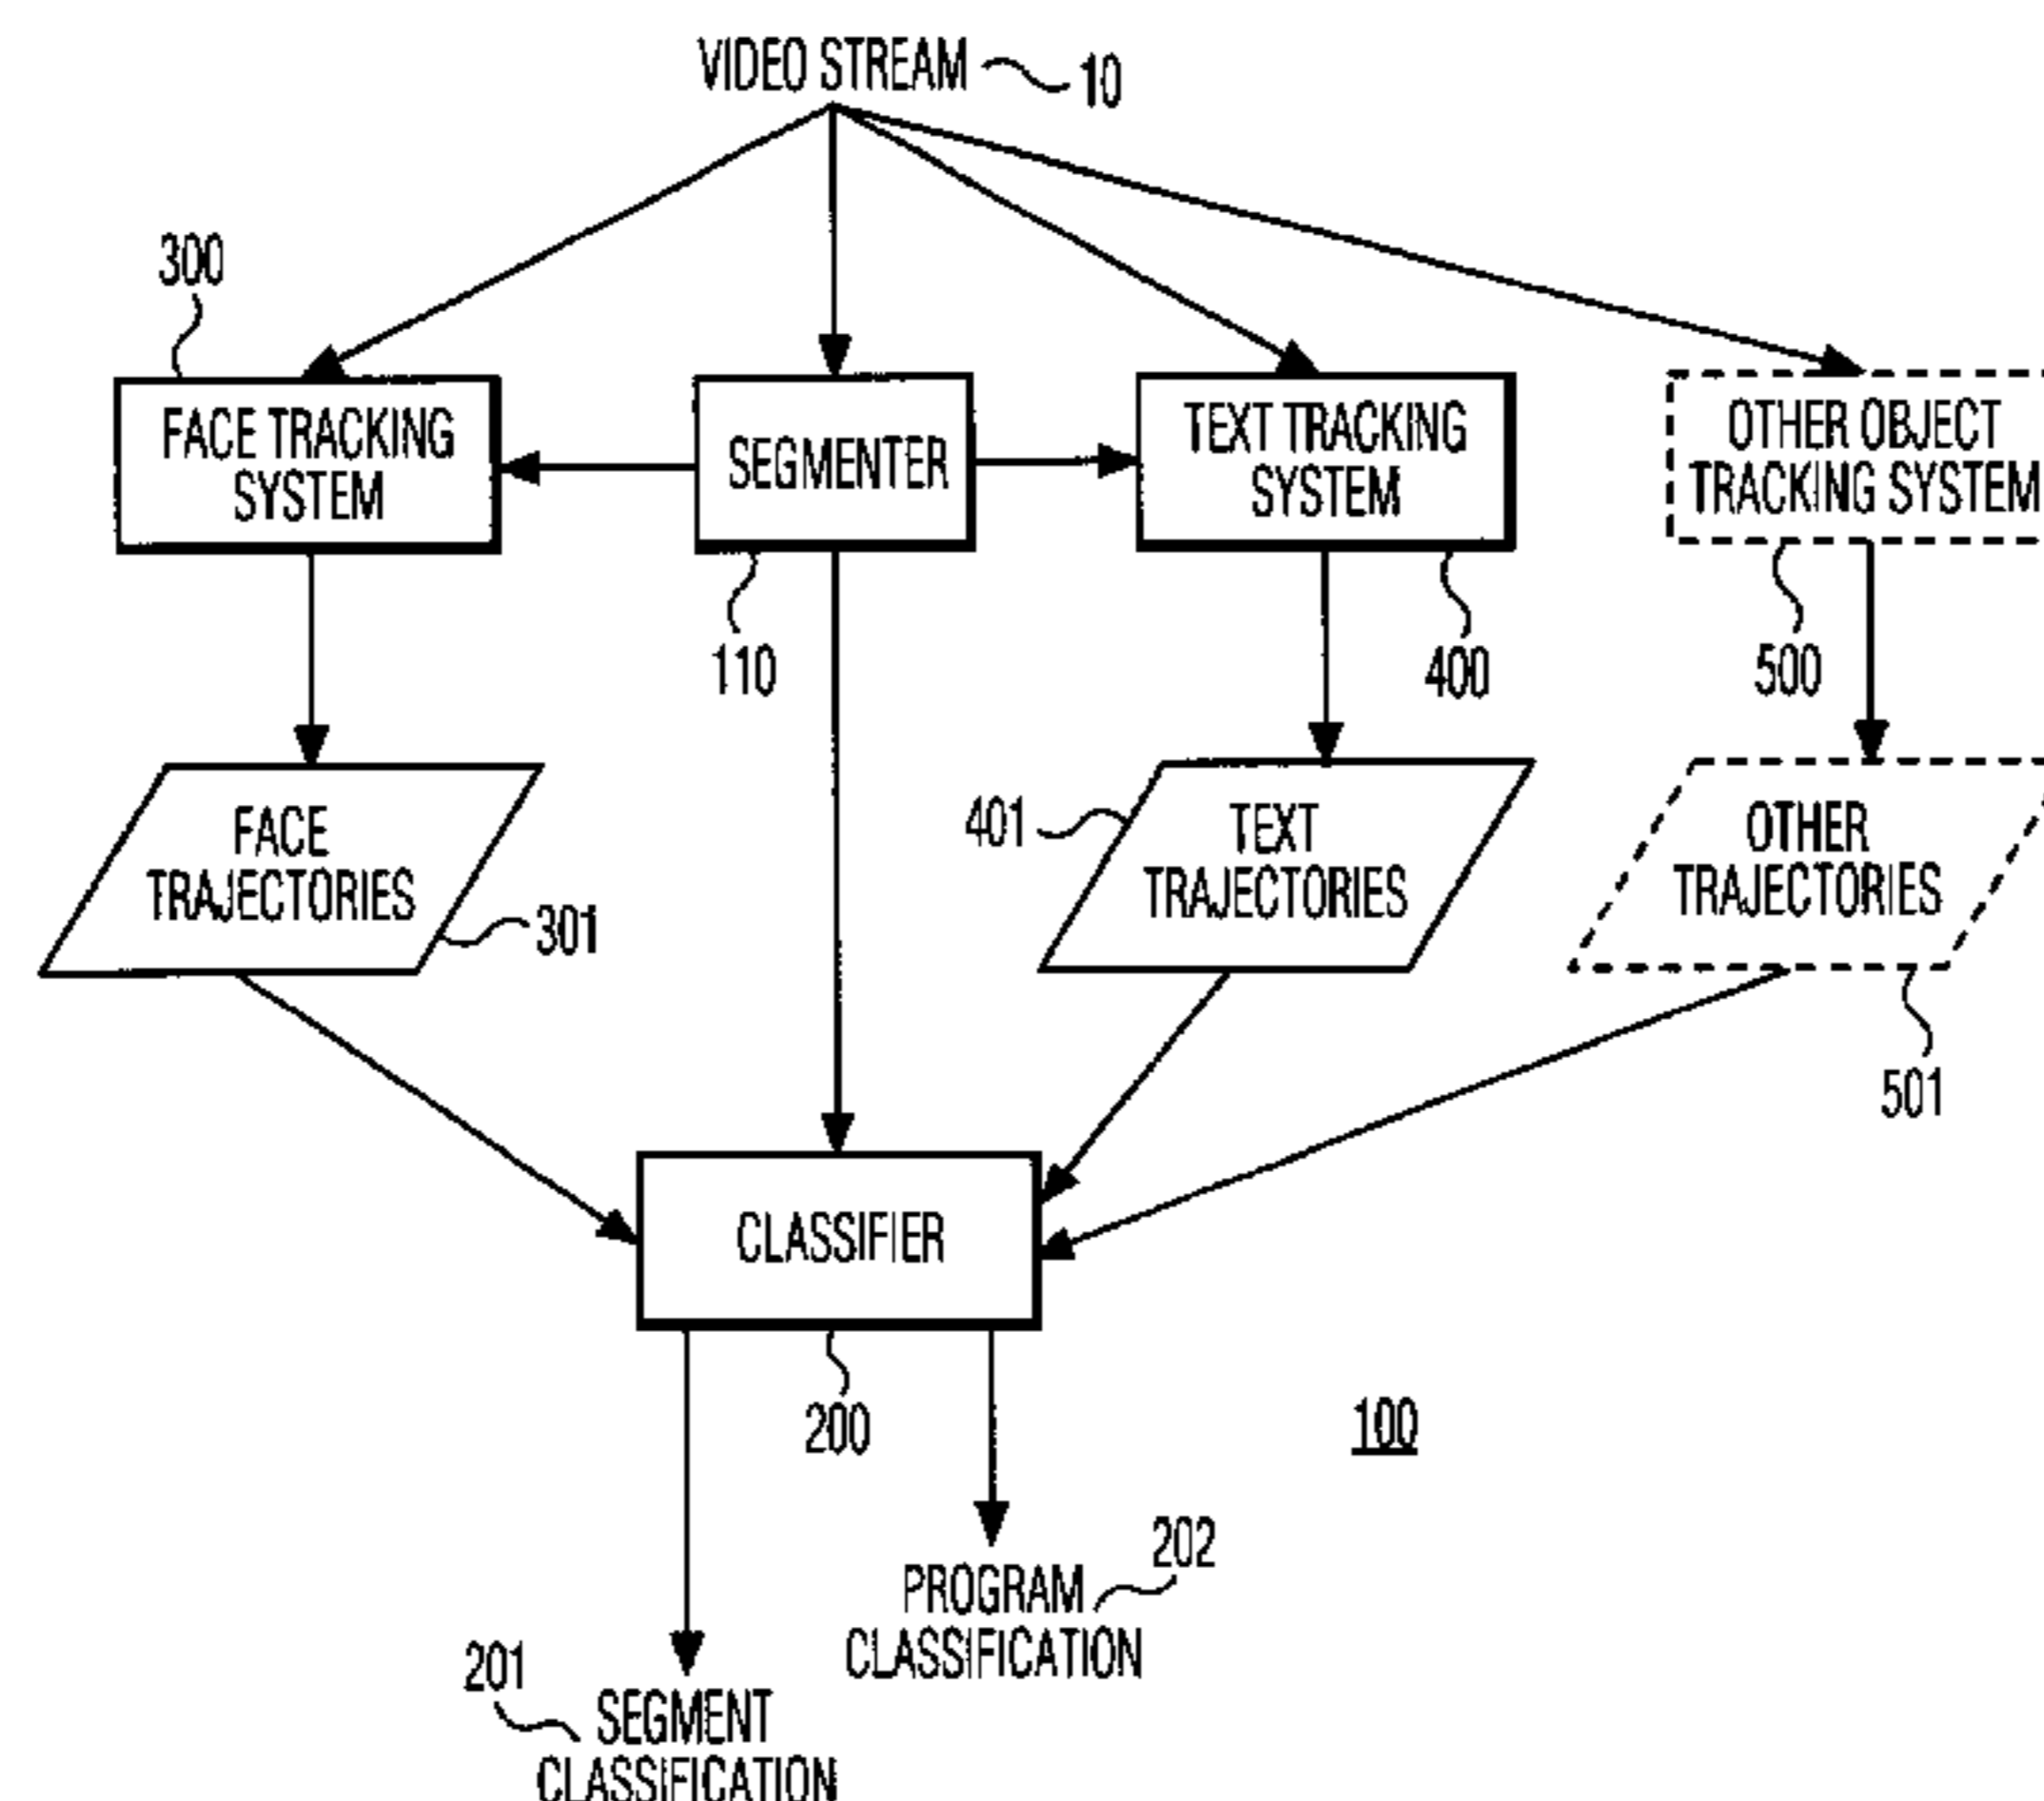 VIDEO STREAM 10
300
FACE TRACKING
SYSTEM
SEGMENTER
TEXT TRACKING
SYSTEM
OTHER OBJECT
TRACKING SYSTEM
110
400
500
FACE
TRAJECTORIES
301
401
TEXT
TRAJECTORIES
OTHER
TRAJECTORIES
501
CLASSIFIER
200
100
202
PROGRAM
CLASSIFICATION
201
SEGMENT
CLASSIFICATION